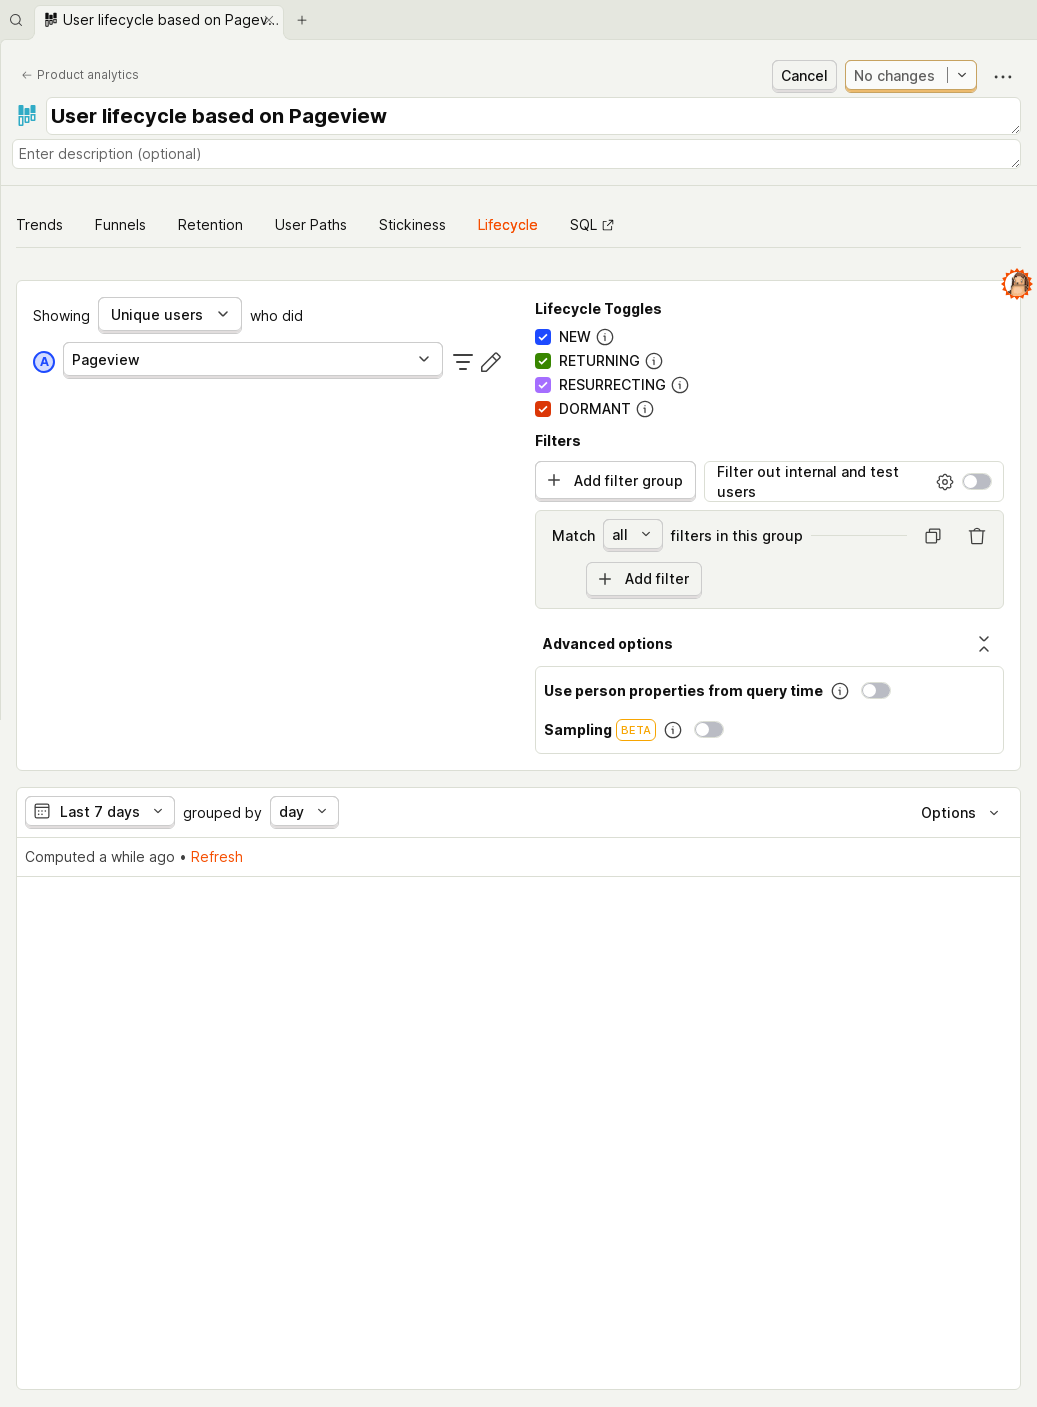 User lifecycle based on Pagev...
Product analytics
Cancel
No changes
User lifecycle based on Pageview
Enter description (optional)
Trends
Funnels
Retention
User Paths
Stickiness
Lifecycle
SQL
Showing
Unique users
who did
A
Pageview
Lifecycle Toggles
NEW
RETURNING
RESURRECTING
DORMANT
Filters
Add filter group
Filter out internal and test
users
Match
all
filters in this group
Add filter
Advanced options
Use person properties from query time
Sampling BETA
Last 7 days
grouped by
day
Options
Computed a while ago • Refresh